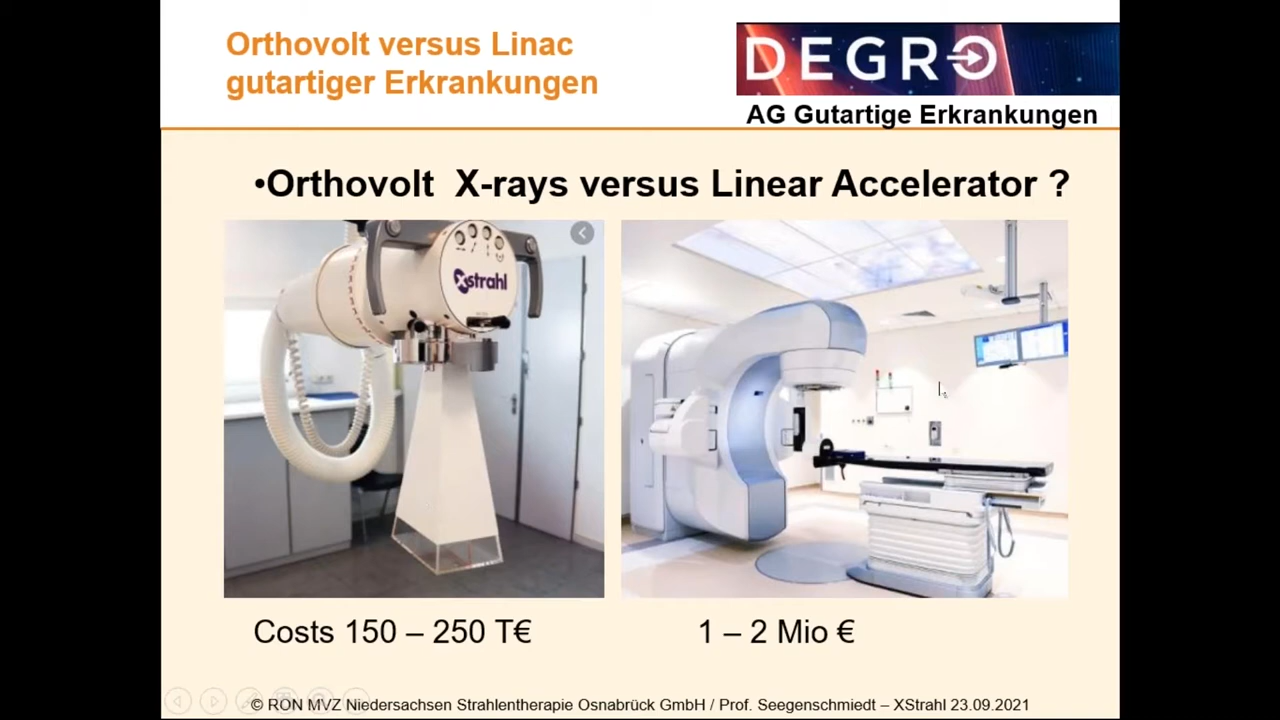 Orthovolt versus Linac
gutartiger Erkrankungen
DEGRO
AG Gutartige Erkrankungen
•Orthovolt X-rays versus Linear Accelerator ?
xstrahl
Costs 150 – 250 T€
1 – 2 Mio €
© RON MVZ Niedersachsen Strahlentherapie Osnabrück GmbH / Prof. Seegenschmiedt – XStrahl 23.09.2021